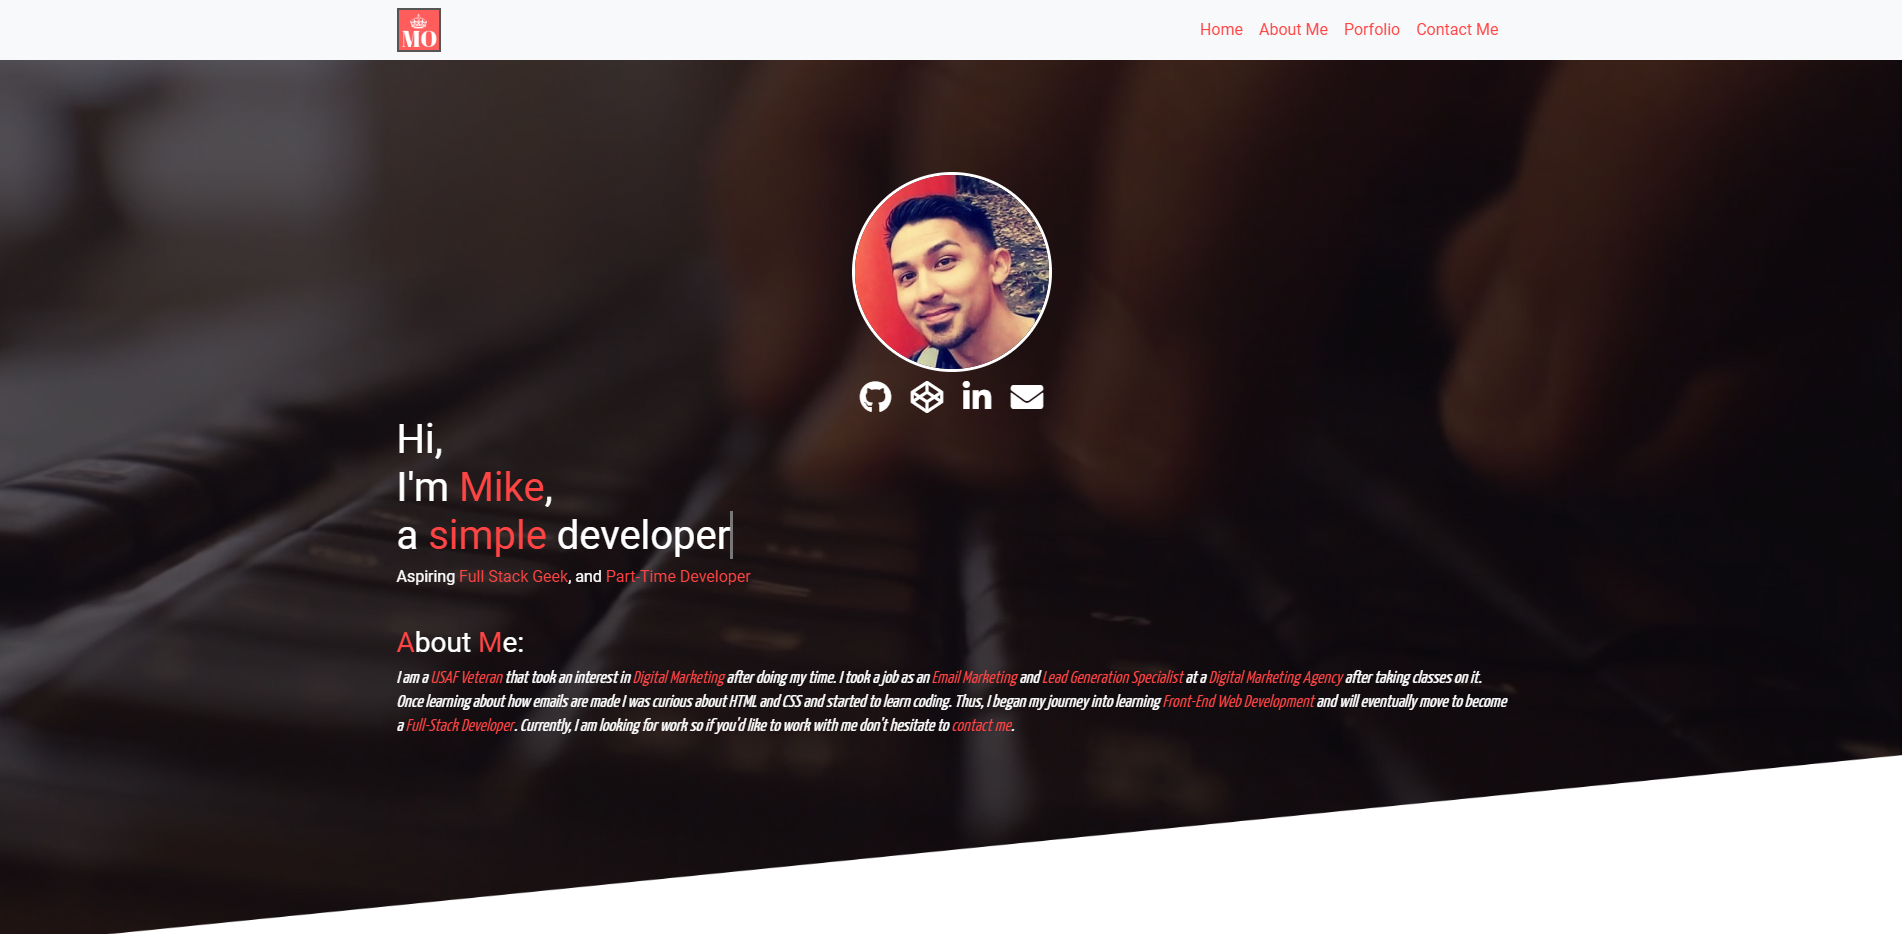 MO
Home About Me Porfolio Contact Me
Hi,
I'm Mike,
a simple developer
Aspiring Full Stack Geek, and Part-Time Developer
About Me:
I am a USAF Veteran that took an interest in Digital Marketing after doing my time. I took a job as an Email Marketing and Lead Generation Specialist at a Digital Marketing Agency after taking classes on it.
Once learning about how emails are made I was curious about HTML and CSS and started to learn coding. Thus, I began my journey into learning Front-End Web Development and will eventually move to become
a Full-Stack Developer. Currently, I am looking for work so if you'd like to work with me don't hesitate to contact me.